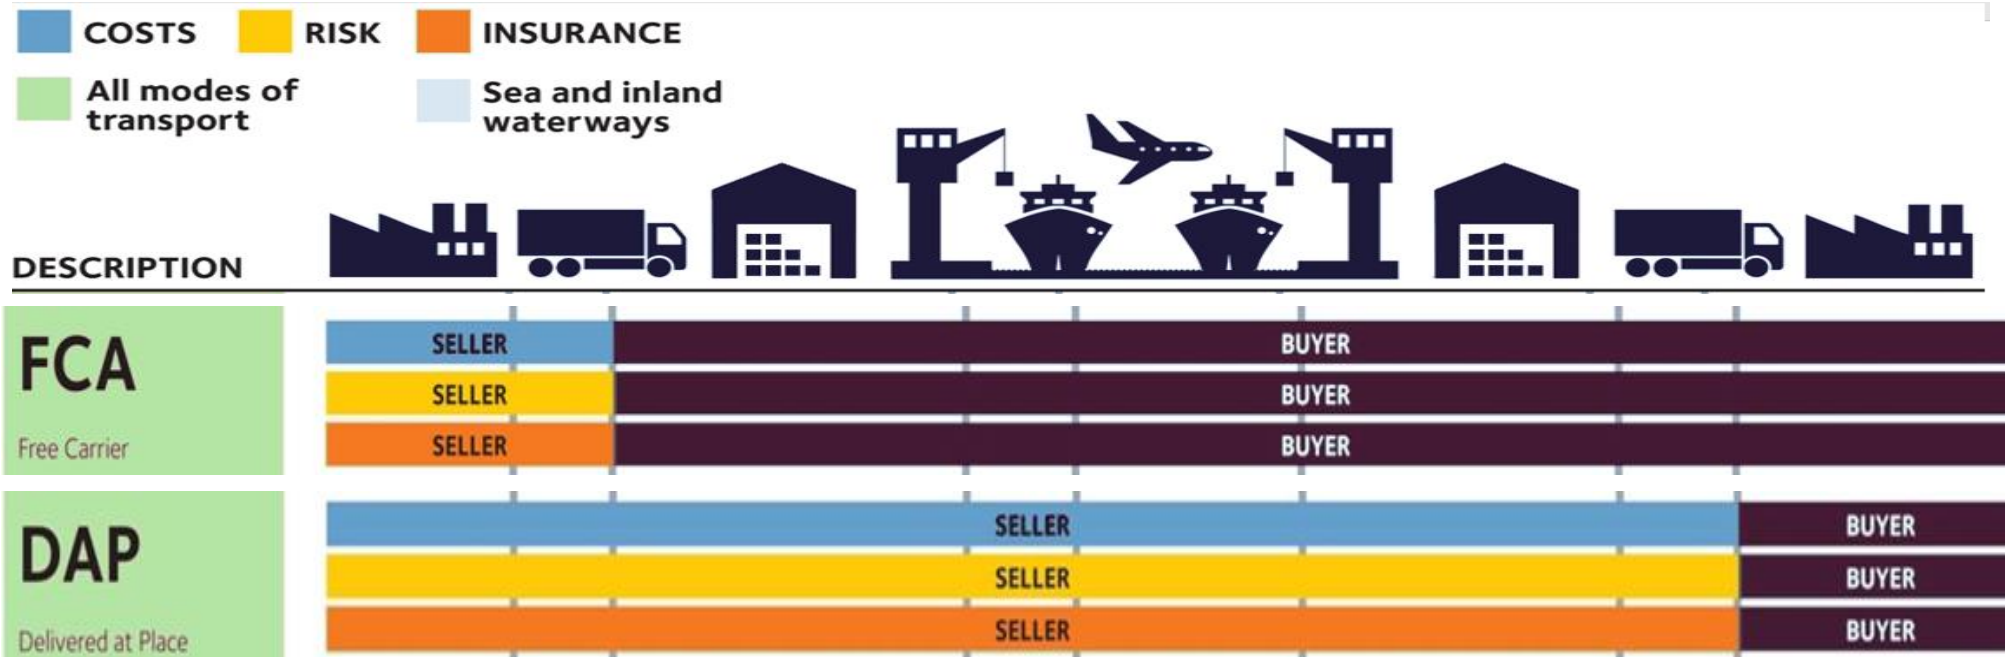 COSTS RISK INSURANCE
All modes of
transport
Sea and inland
waterways
DESCRIPTION
FCA
Free Carrier
SELLER BUYER
SELLER BUYER
SELLER BUYER
DAP
Delivered at Place
SELLER BUYER
SELLER BUYER
SELLER BUYER